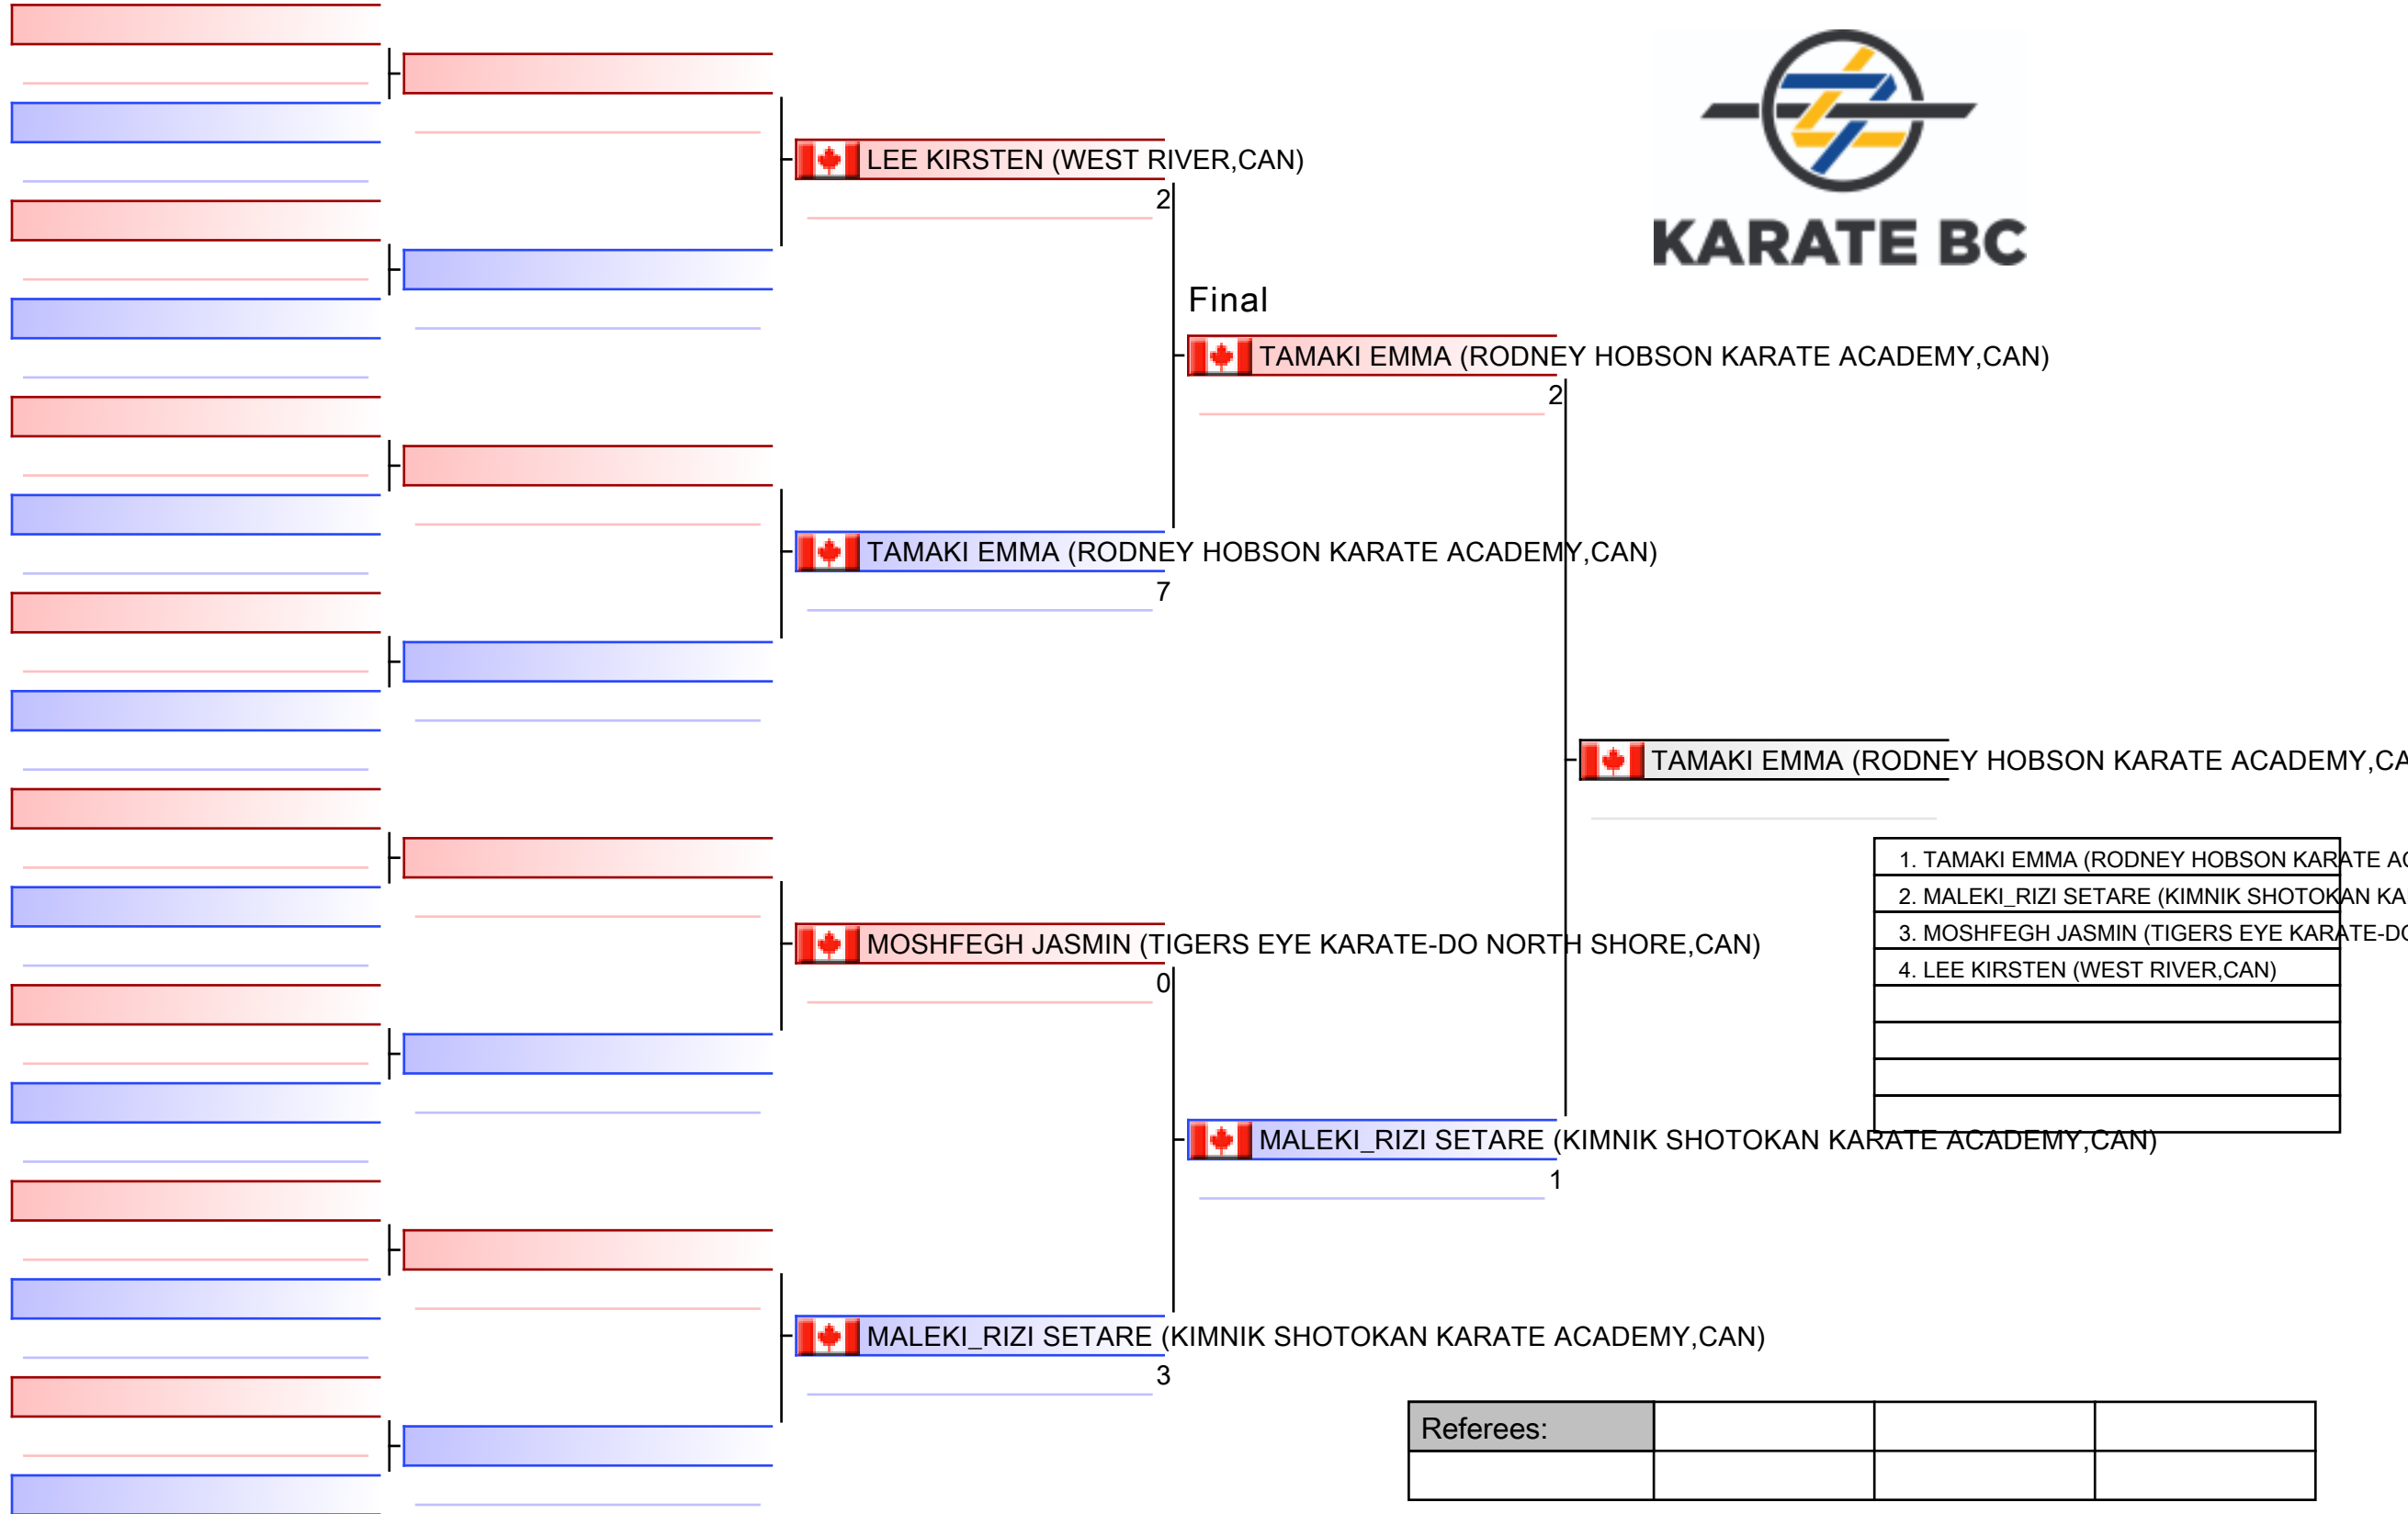 KARATE BC
LEE KIRSTEN (WEST RIVER,CAN)
2
Final
TAMAKI EMMA (RODNEY HOBSON KARATE ACADEMY,CAN)
2
TAMAKI EMMA (RODNEY HOBSON KARATE ACADEMY,CAN)
7
TAMAKI EMMA (RODNEY HOBSON KARATE ACADEMY,CA
1. TAMAKI EMMA (RODNEY HOBSON KARATE AC
2. MALEKI_RIZI SETARE (KIMNIK SHOTOKAN KA
3. MOSHFEGH JASMIN (TIGERS EYE KARATE-DO
4. LEE KIRSTEN (WEST RIVER,CAN)
MOSHFEGH JASMIN (TIGERS EYE KARATE-DO NORTH SHORE,CAN)
0
MALEKI_RIZI SETARE (KIMNIK SHOTOKAN KARATE ACADEMY,CAN)
1
MALEKI_RIZI SETARE (KIMNIK SHOTOKAN KARATE ACADEMY,CAN)
3
Referees: